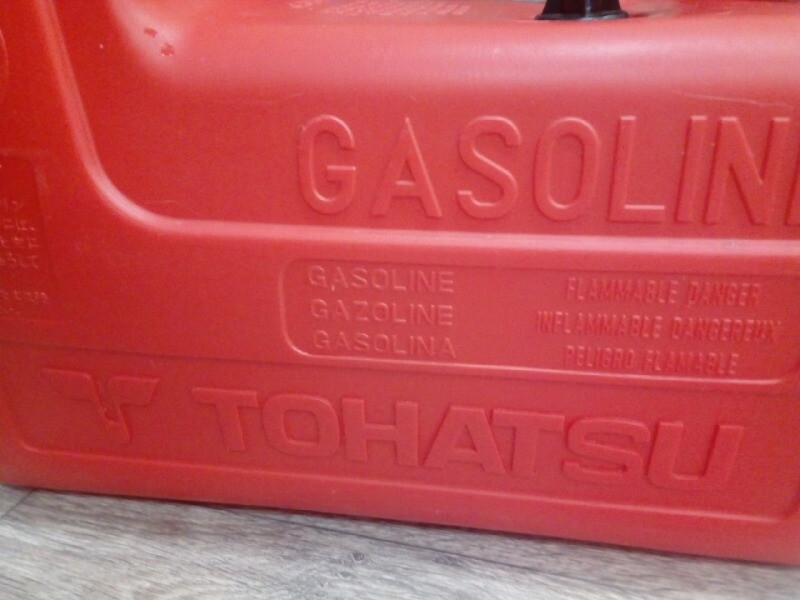 GASOLIN
GASOLINE
GAZOLINE
GASOLINA
FLAMMABLE DANGER
INFLAMMABLE DANGEREUX
PELIGRO FLAMABLE
TOHATSU